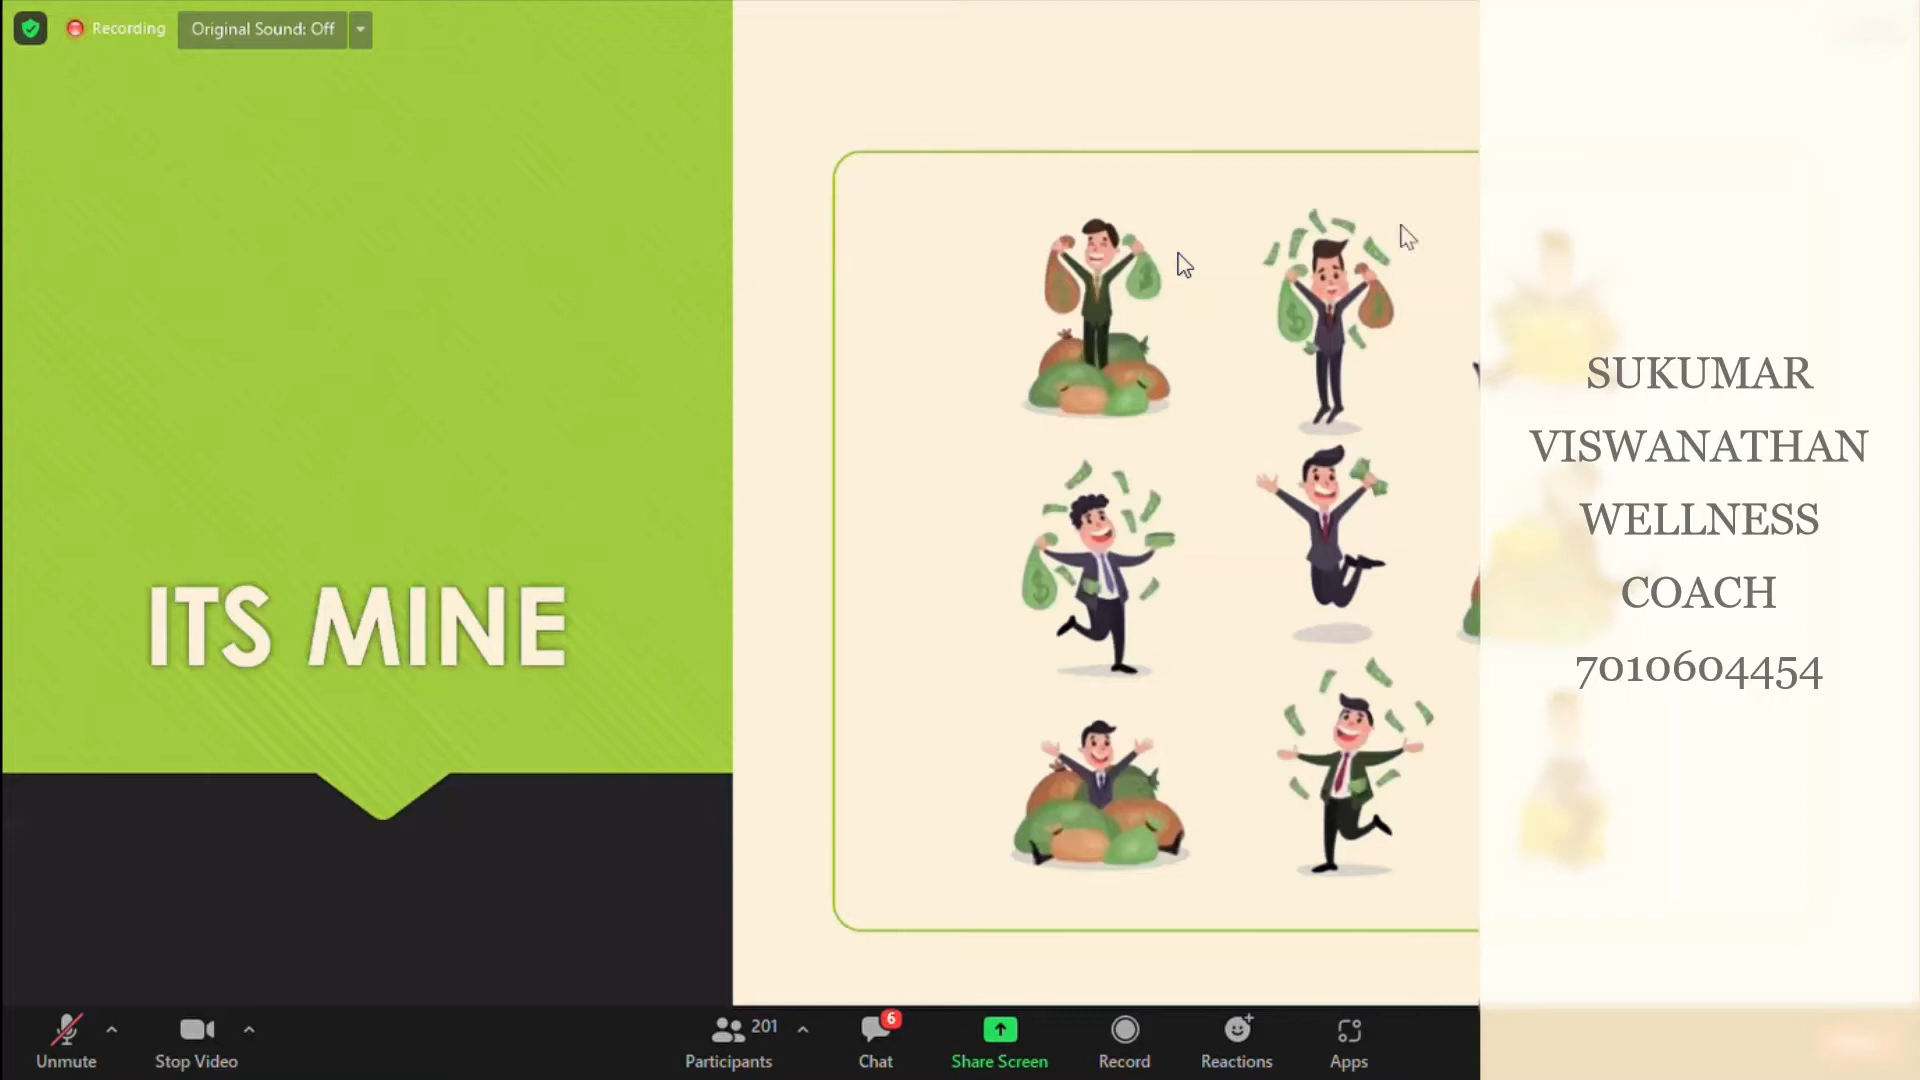 Recording
Original Sound: Off
ITS MINE
SUKUMAR
VISWANATHAN
WELLNESS
COACH
7010604454
Unmute
Stop Video
201
Participants
6
Chat
Share Screen
Record
Reactions
Apps